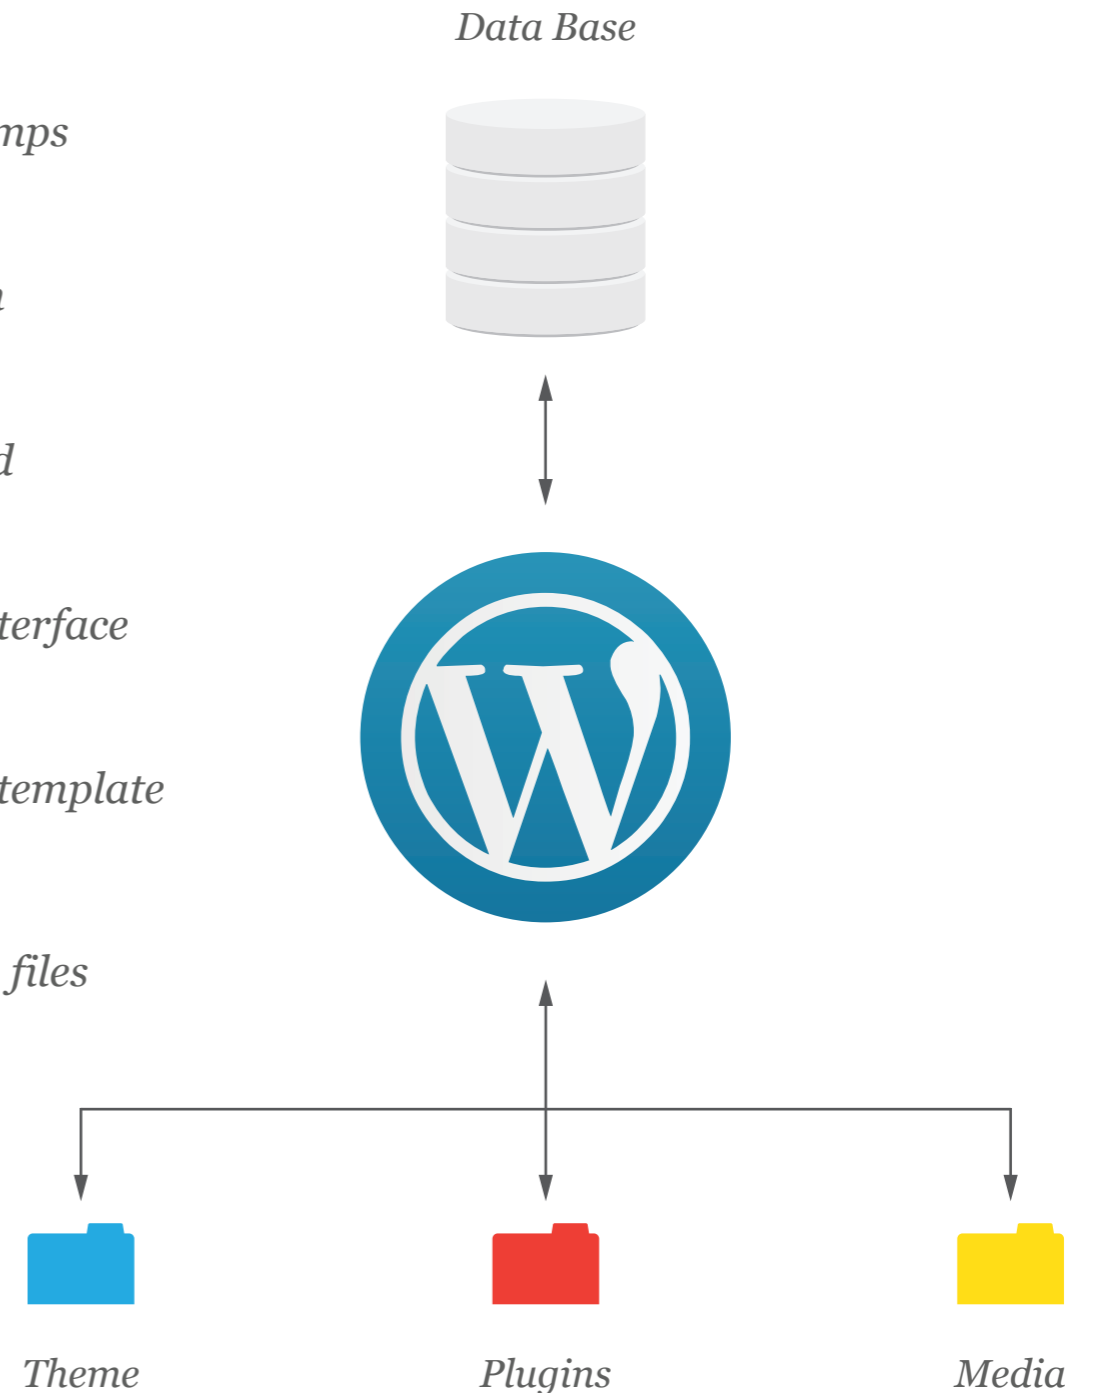 Data Base
mps
d
terface
template
files
Theme
Plugins
Media